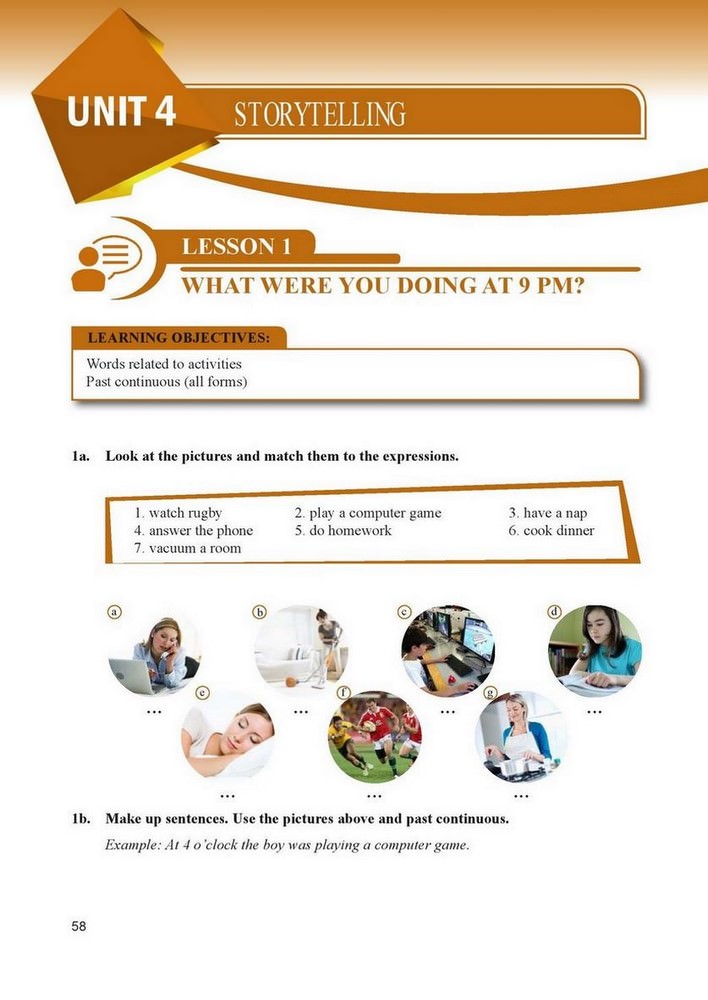 UNIT 4
STORYTELLING
LESSON 1
WHAT WERE YOU DOING AT 9 PM?
LEARNING OBJECTIVES:
Words related to activities
Past continuous (all forms)
1a. Look at the pictures and match them to the expressions.
1. watch rugby 2. play a computer game 3. have a nap
4. answer the phone 5. do homework 6. cook dinner
7. vacuum a room
a b c d
... ... ... ...
e f g
... ... ...
1b. Make up sentences. Use the pictures above and past continuous.
Example: At 4 o’clock the boy was playing a computer game.
58